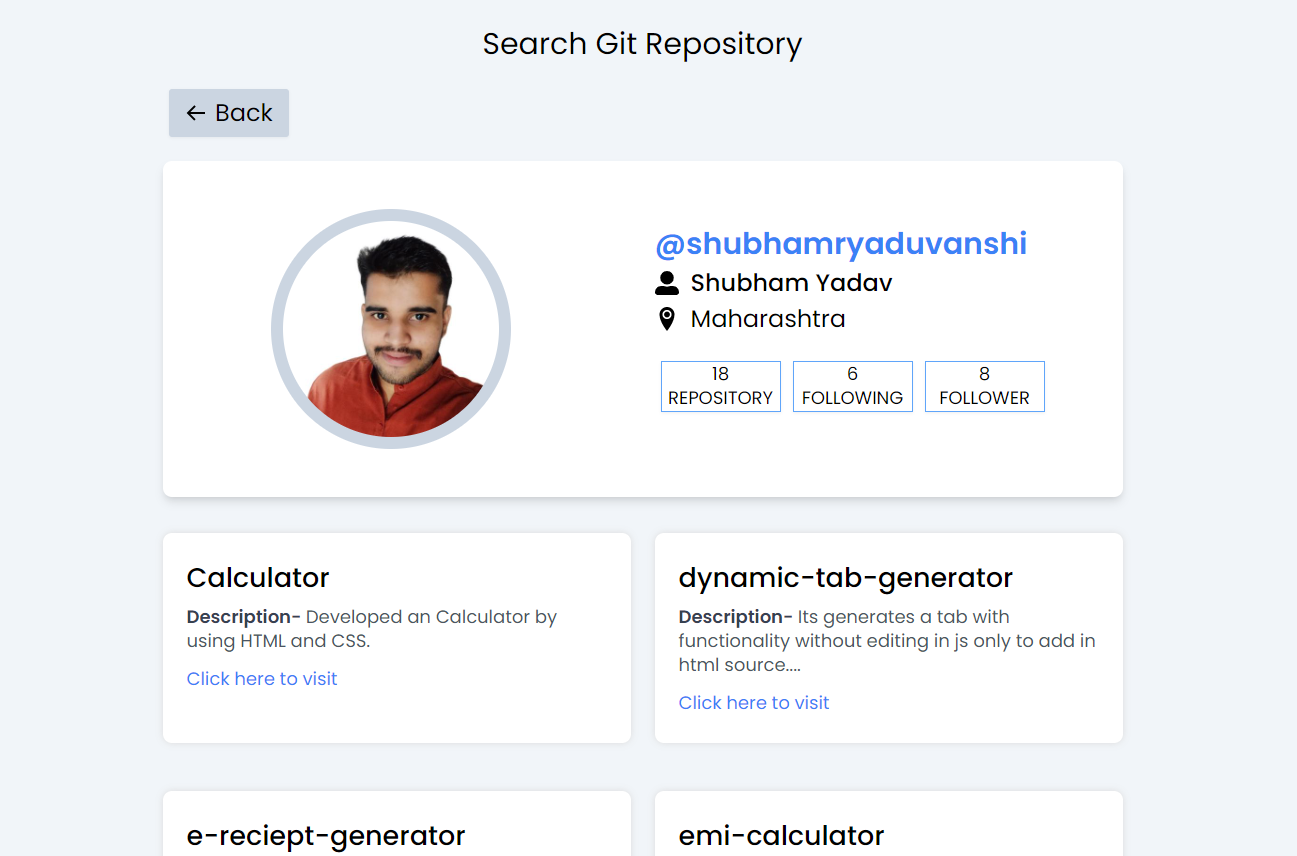 Search Git Repository
← Back
@shubhamryaduvanshi
Shubham Yadav
Maharashtra
18
REPOSITORY
6
FOLLOWING
8
FOLLOWER
Calculator
Description- Developed an Calculator by
using HTML and CSS.
Click here to visit
dynamic-tab-generator
Description- Its generates a tab with
functionality without editing in js only to add in
html source....
Click here to visit
e-reciept-generator
emi-calculator